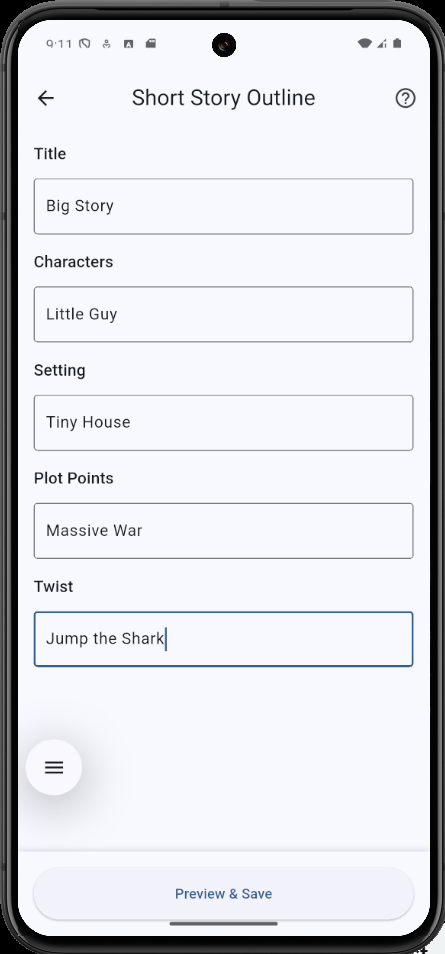 9:11
Short Story Outline
Title
Big Story
Characters
Little Guy
Setting
Tiny House
Plot Points
Massive War
Twist
Jump the Shark
Preview & Save